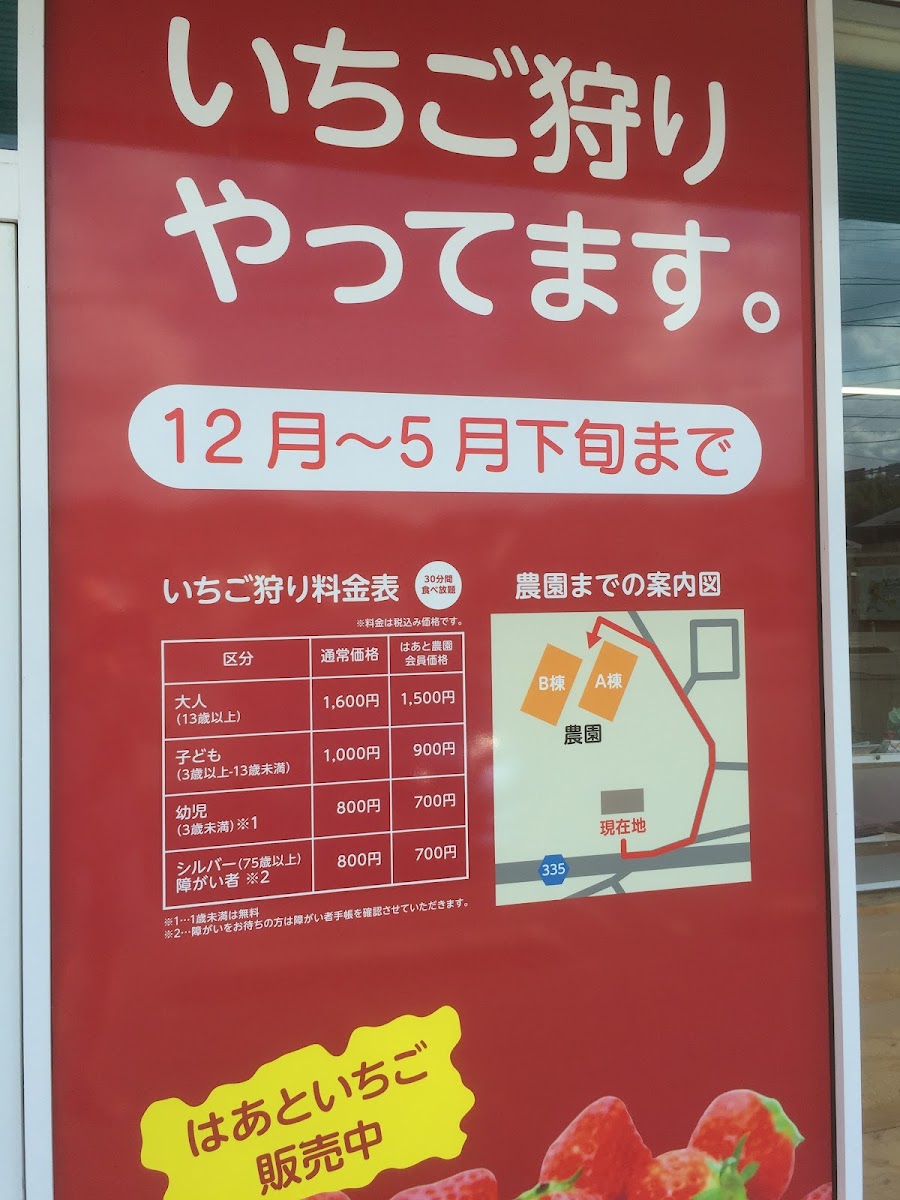 いちご狩り
やってます。
12月～5月下旬まで
いちご狩り料金表
30分間
食べ放題
※料金は税込み価格です。
区分 通常価格 はあと農園
会員価格
大人
(13歳以上) 1,600円 1,500円
子ども
(3歳以上-13歳未満) 1,000円 900円
幼児
(3歳未満)※1 800円 700円
シルバー(75歳以上)
障がい者 ※2 800円 700円
※1…1歳未満は無料
※2…障がいをお待ちの方は障がい者手帳を確認させていただきます。
農園までの案内図
B棟 A棟
農園
現在地
335
はあといちご
販売中